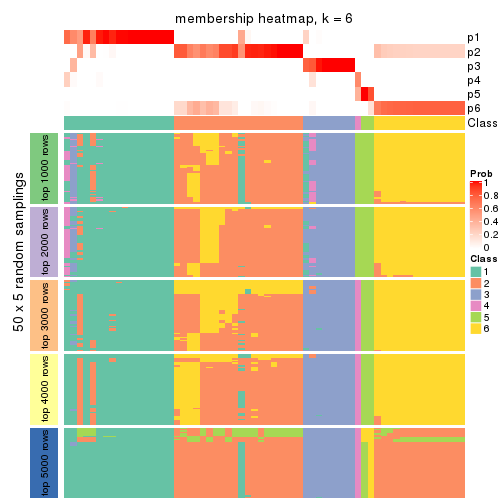 membership heatmap, k = 6
p1
p2
p3
p4
p5
p6
Class
50 x 5 random samplings
top 1000 rows
top 2000 rows
top 3000 rows
top 4000 rows
top 5000 rows
Prob
1
0.8
0.6
0.4
0.2
0
Class
1
2
3
4
5
6